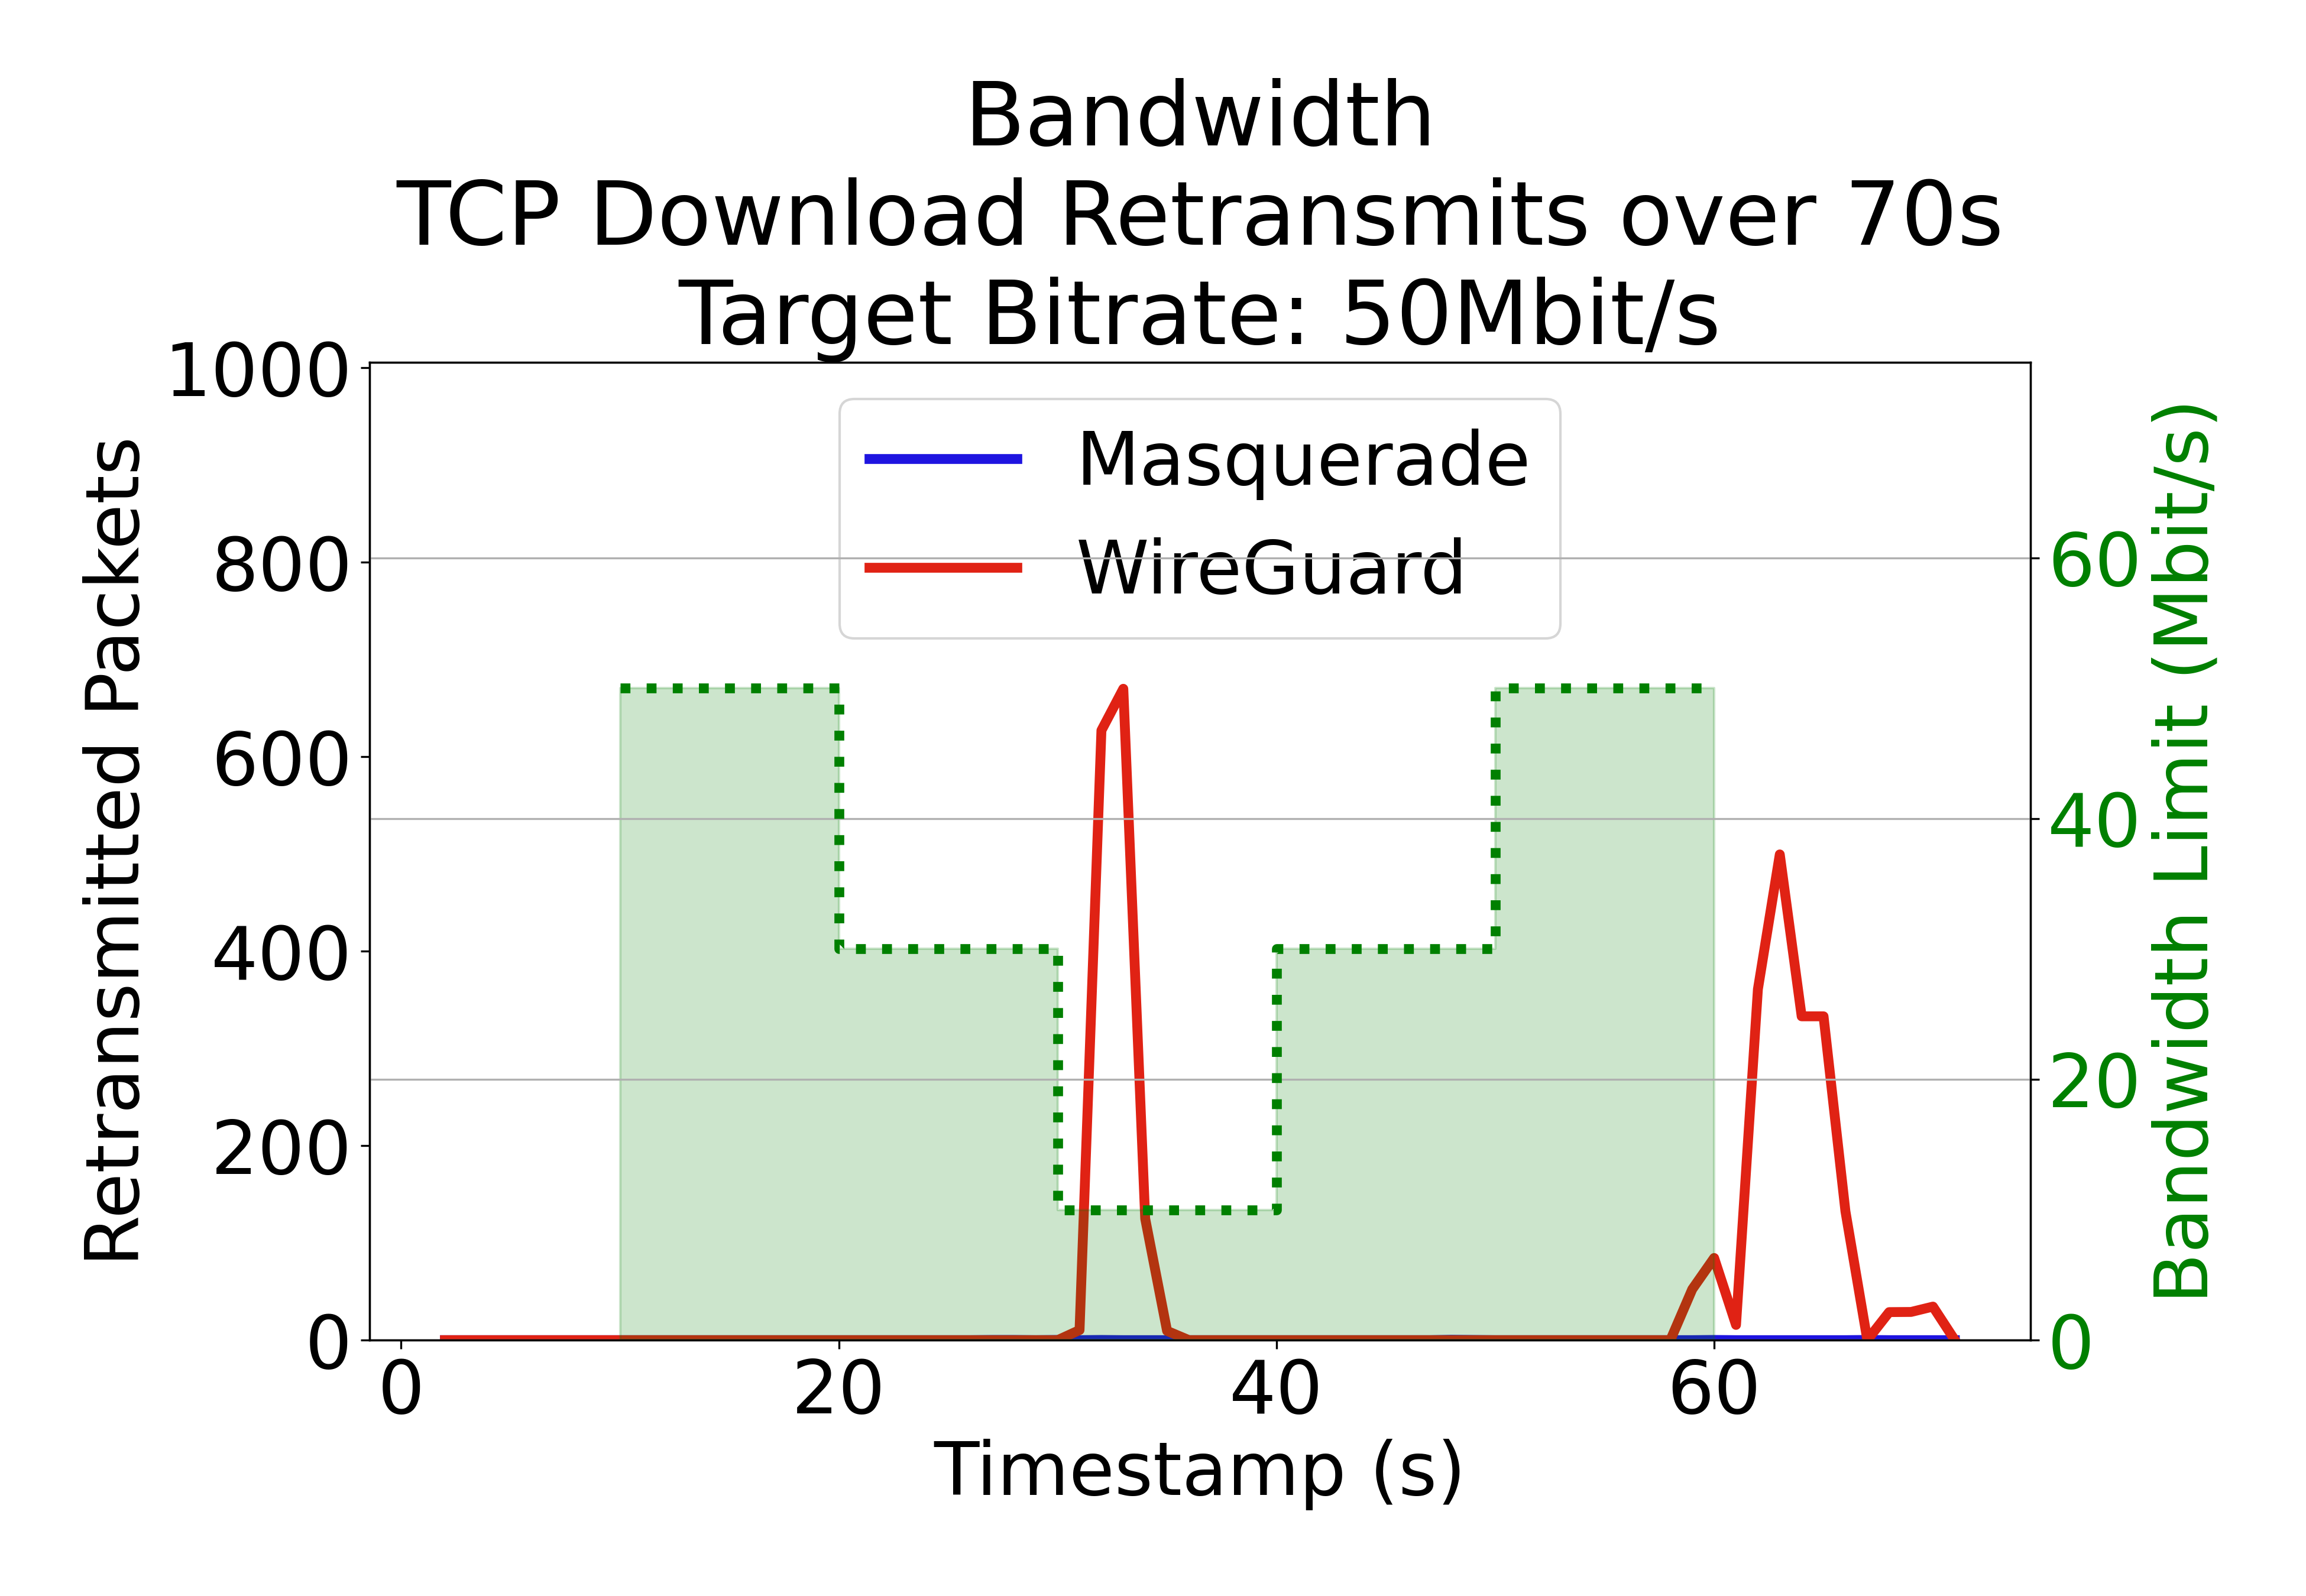 Bandwidth
TCP Download Retransmits over 70s
Target Bitrate: 50Mbit/s
Masquerade
WireGuard
Retransmitted Packets
1000
800
600
400
200
0
Bandwidth Limit (Mbit/s)
60
40
20
0
0 20 40 60
Timestamp (s)